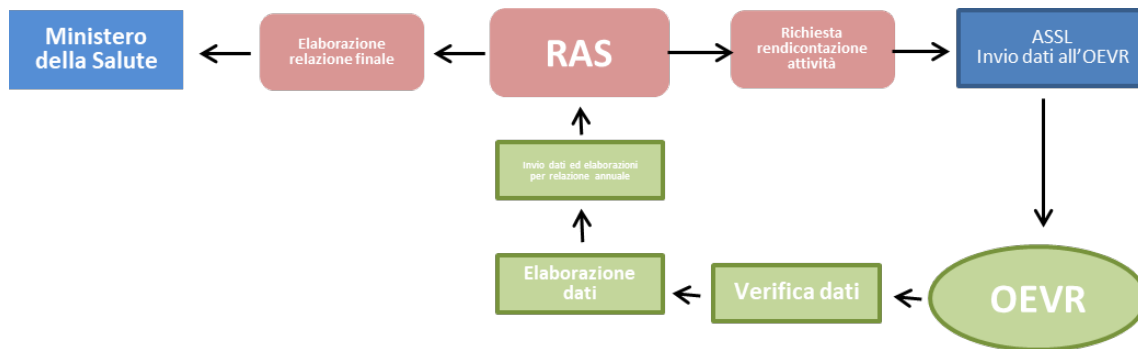 Ministero
della Salute
Elaborazione
relazione finale
RAS
Richiesta
rendicontazione
attività
ASSL
Invio dati all'OEVR
Invio dati ed elaborazioni
per relazione annuale
Elaborazione
dati
Verifica dati
OEVR